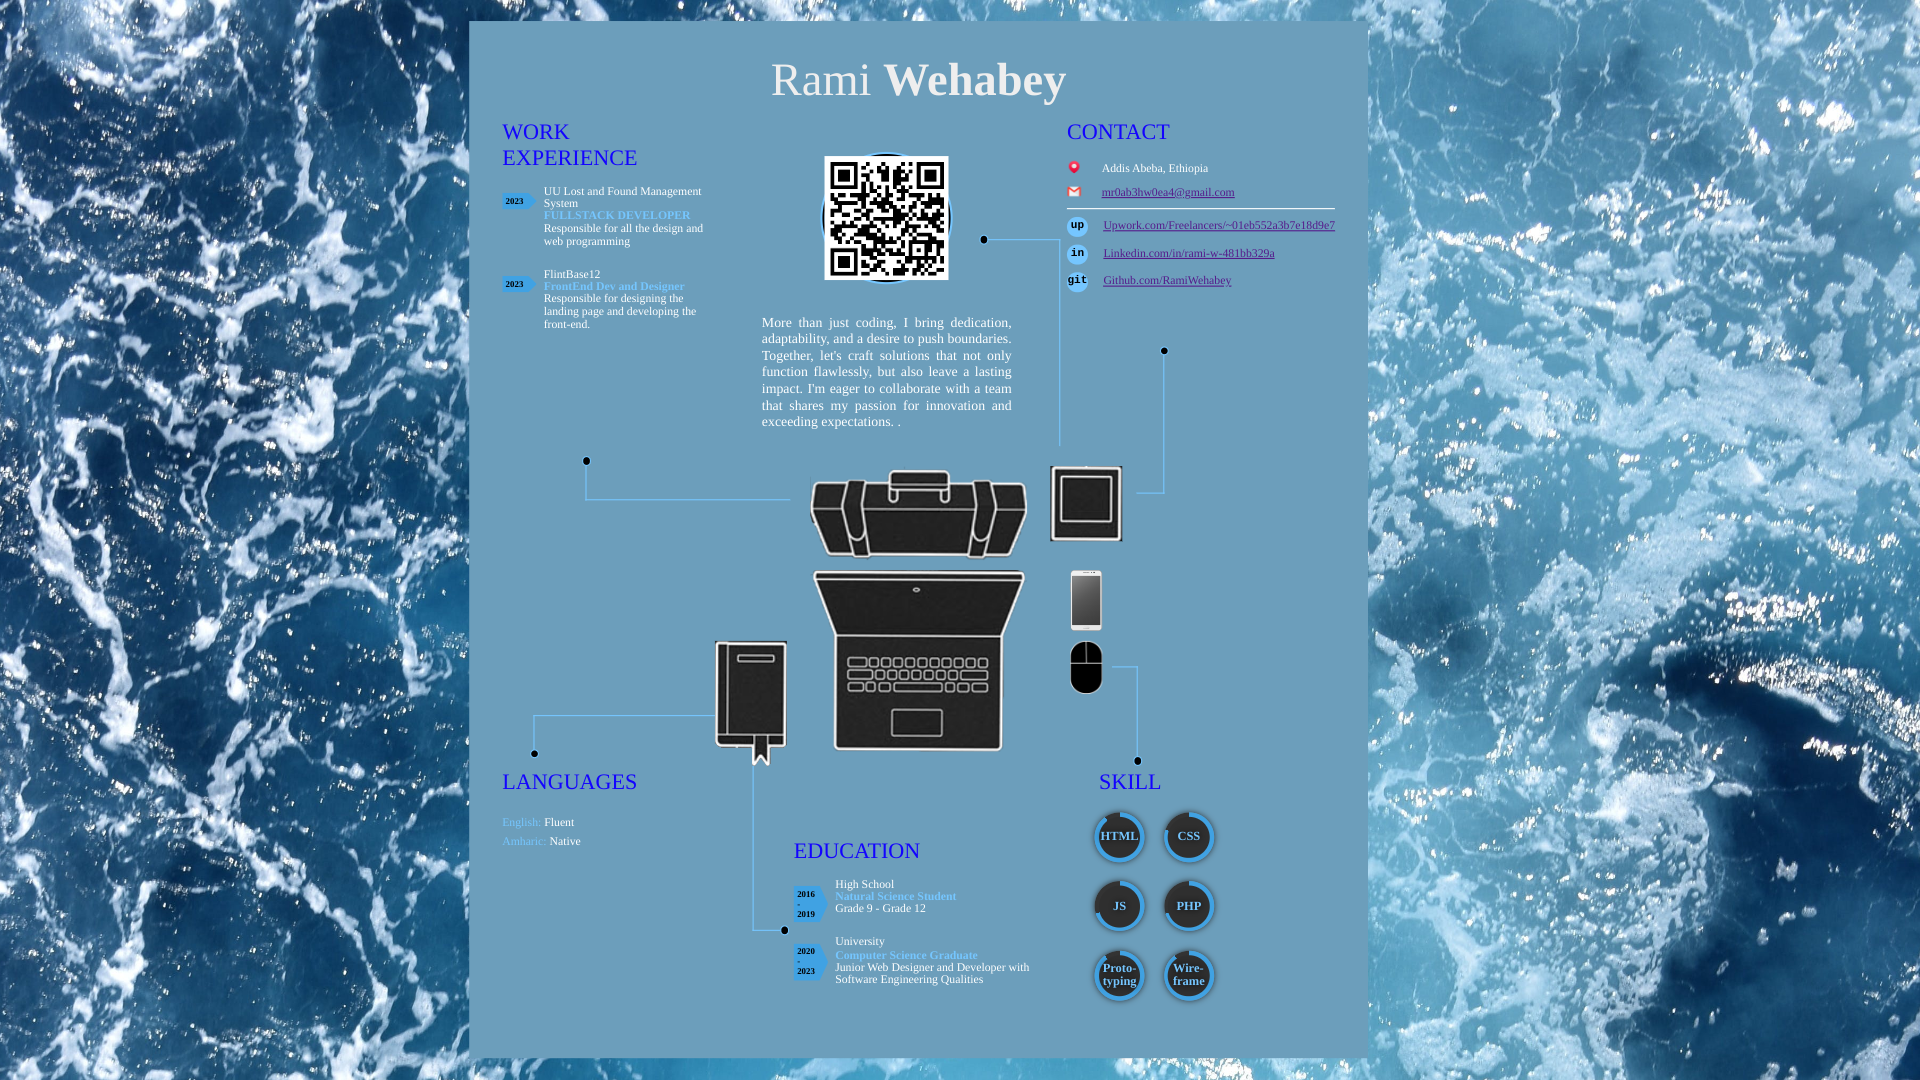 Rami Wehabey
WORK
EXPERIENCE
2023
UU Lost and Found Management
System
FULLSTACK DEVELOPER
Responsible for all the design and
web programming
2023
FlintBase12
FrontEnd Dev and Designer
Responsible for designing the
landing page and developing the
front-end.
More than just coding, I bring dedication,
adaptability, and a desire to push boundaries.
Together, let's craft solutions that not only
function flawlessly, but also leave a lasting
impact. I'm eager to collaborate with a team
that shares my passion for innovation and
exceeding expectations. .
CONTACT
Addis Abeba, Ethiopia
mr0ab3hw0ea4@gmail.com
up
Upwork.com/Freelancers/~01eb552a3b7e18d9e7
in
Linkedin.com/in/rami-w-481bb329a
git
Github.com/RamiWehabey
LANGUAGES
English: Fluent
Amharic: Native
EDUCATION
2016
-
2019
High School
Natural Science Student
Grade 9 - Grade 12
2020
-
2023
University
Computer Science Graduate
Junior Web Designer and Developer with
Software Engineering Qualities
SKILL
HTML
CSS
JS
PHP
Proto-
typing
Wire-
frame